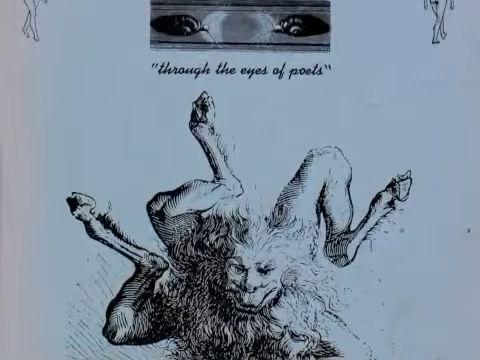 "through the eyes of poets"